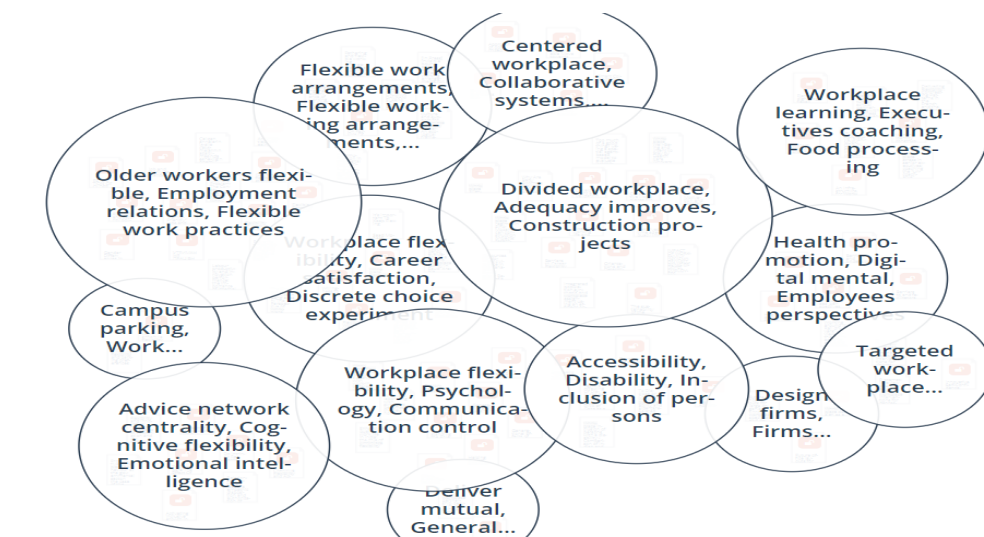 Centered
workplace,
Collaborative
systems....
Flexible work
arrangements,
Flexible work-
ing arrange-
ments,...
Workplace
learning, Execu-
tives coaching,
Food process-
ing
Older workers flexi-
ble, Employment
relations, Flexible
work practices
Divided workplace,
Adequacy improves,
Construction pro-
jects
Workplace flex-
ibility, Career
satisfaction,
Discrete choice
experiment
Health pro-
motion, Digi-
tal mental,
Employees
perspectives
Campus
parking,
Work...
Targeted
work-
place...
Workplace flexi-
bility, Psychol-
ogy, Communica-
tion control
Accessibility,
Disability, In-
clusion of per-
sons
Design
firms,
Firms...
Advice network
centrality, Cog-
nitive flexibility,
Emotional intel-
ligence
Deliver
mutual,
General...